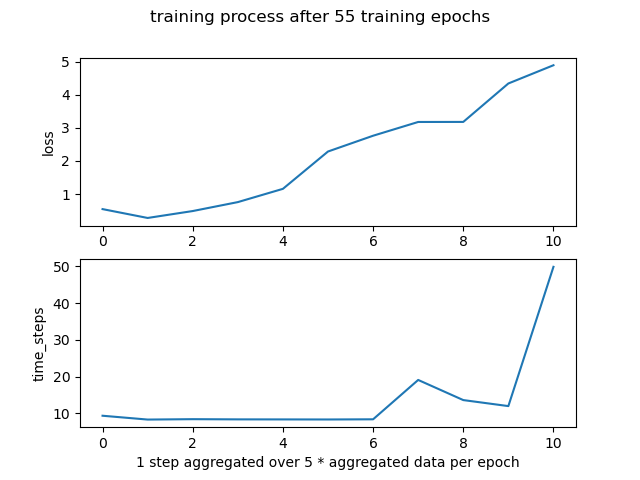 training process after 55 training epochs
5
4
3
2
1
loss
0 2 4 6 8 10
50
40
30
20
10
time_steps
0 2 4 6 8 10
1 step aggregated over 5 * aggregated data per epoch